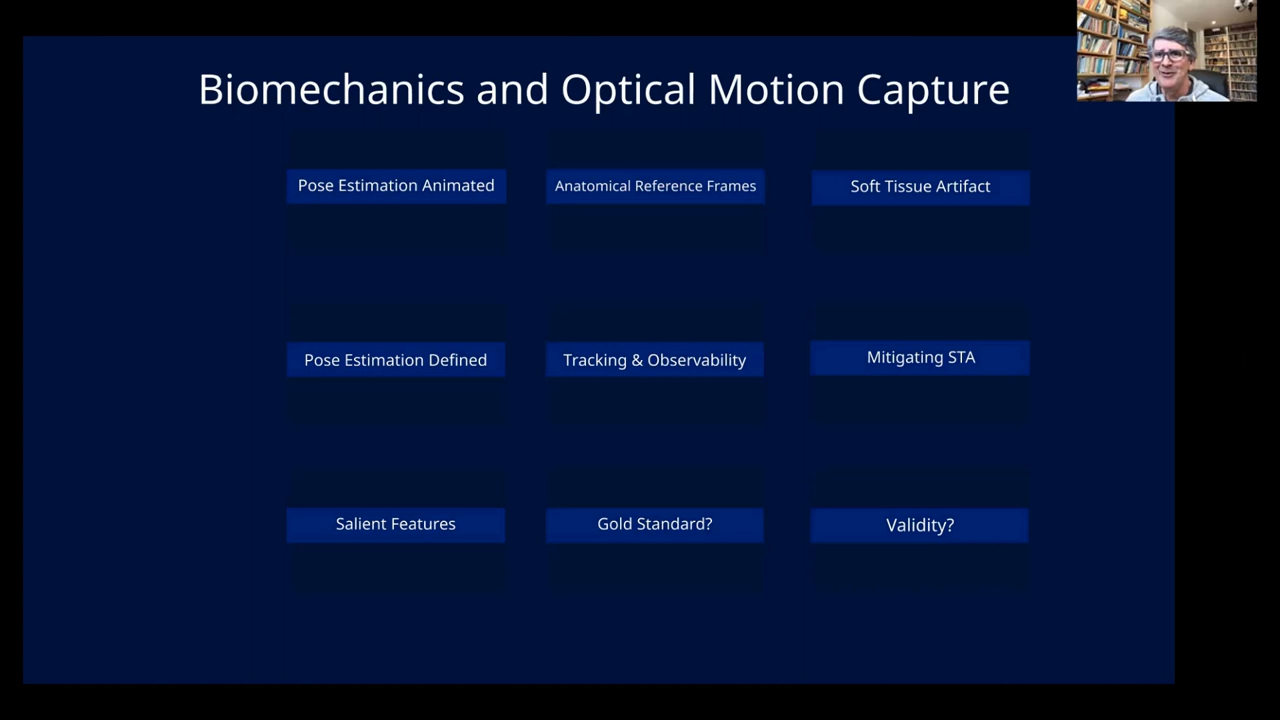 Biomechanics and Optical Motion Capture
Pose Estimation Animated
Anatomical Reference Frames
Soft Tissue Artifact
Pose Estimation Defined
Tracking & Observability
Mitigating STA
Salient Features
Gold Standard?
Validity?